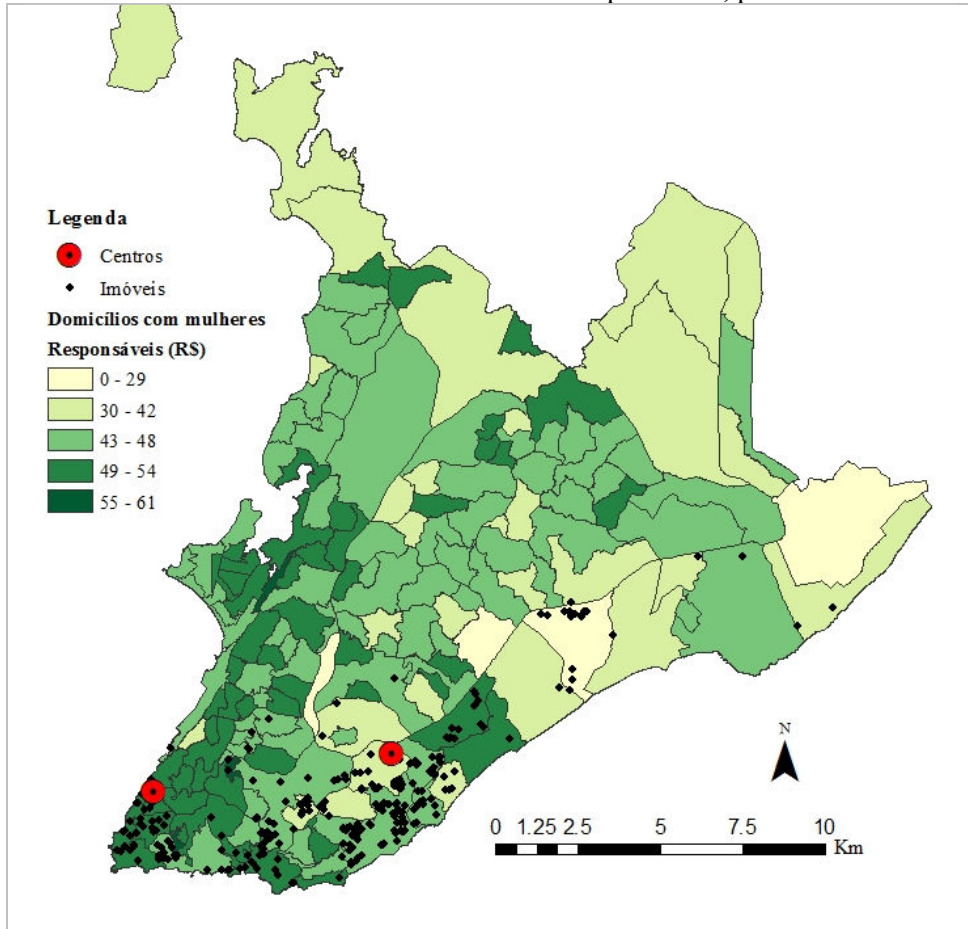 Legenda
Centros
Imóveis
Domicílios com mulheres
Responsáveis (R$)
0 - 29
30 - 42
43 - 48
49 - 54
55 - 61
N
0 1.25 2.5 5 7.5 10
Km